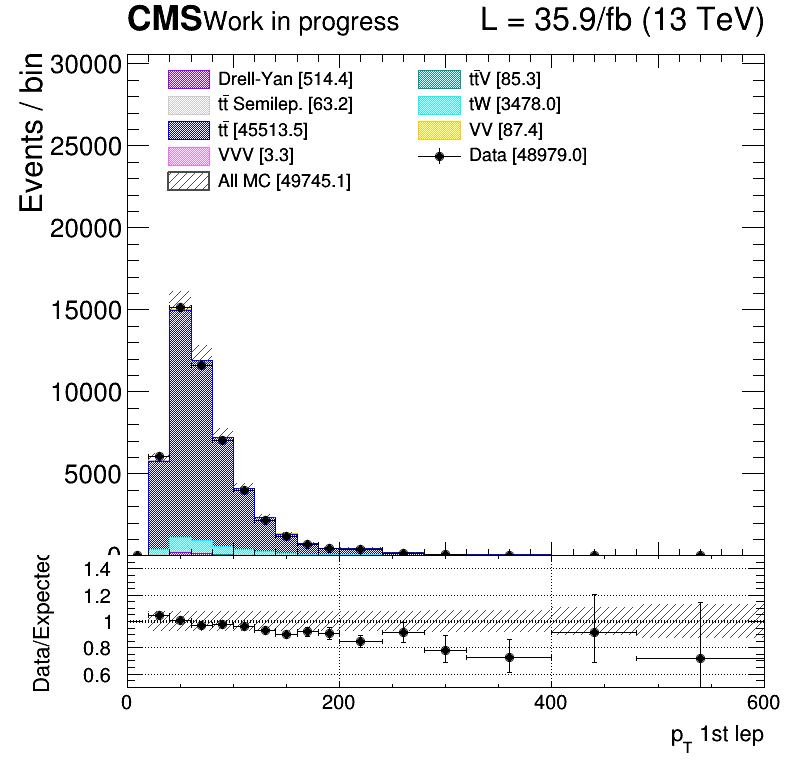 CMS Work in progress L = 35.9/fb (13 TeV)
Events / bin
30000
25000
20000
15000
10000
5000
0
Drell-Yan [514.4]
tt̄ Semilep. [63.2]
tt̄ [45513.5]
VVV [3.3]
All MC [49745.1]
tt̄V [85.3]
tW [3478.0]
VV [87.4]
Data [48979.0]
Data/Expected
1.4
1.2
1
0.8
0.6
0 200 400 600
p_T 1st lep